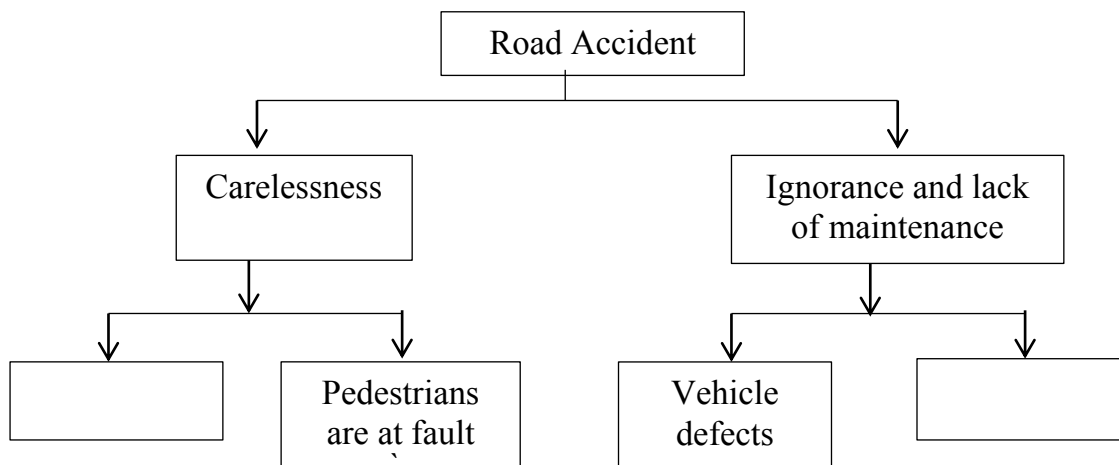 Road Accident
Carelessness
Ignorance and lack
of maintenance
Pedestrians
are at fault
`
Vehicle
defects